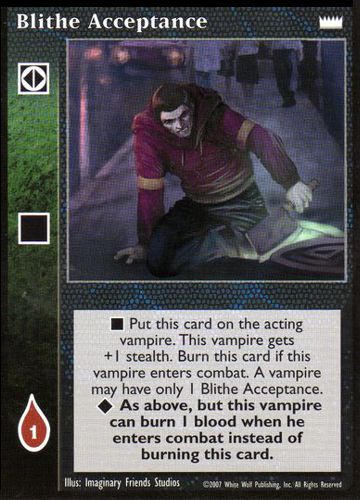 Blithe Acceptance
Put this card on the acting
vampire. This vampire gets
+1 stealth. Burn this card if this
vampire enters combat. A vampire
may have only 1 Blithe Acceptance.
As above, but this vampire
can burn 1 blood when he
enters combat instead of
burning this card.
1
Illus: Imaginary Friends Studios
©2007 White Wolf Publishing, Inc. All Rights Reserved